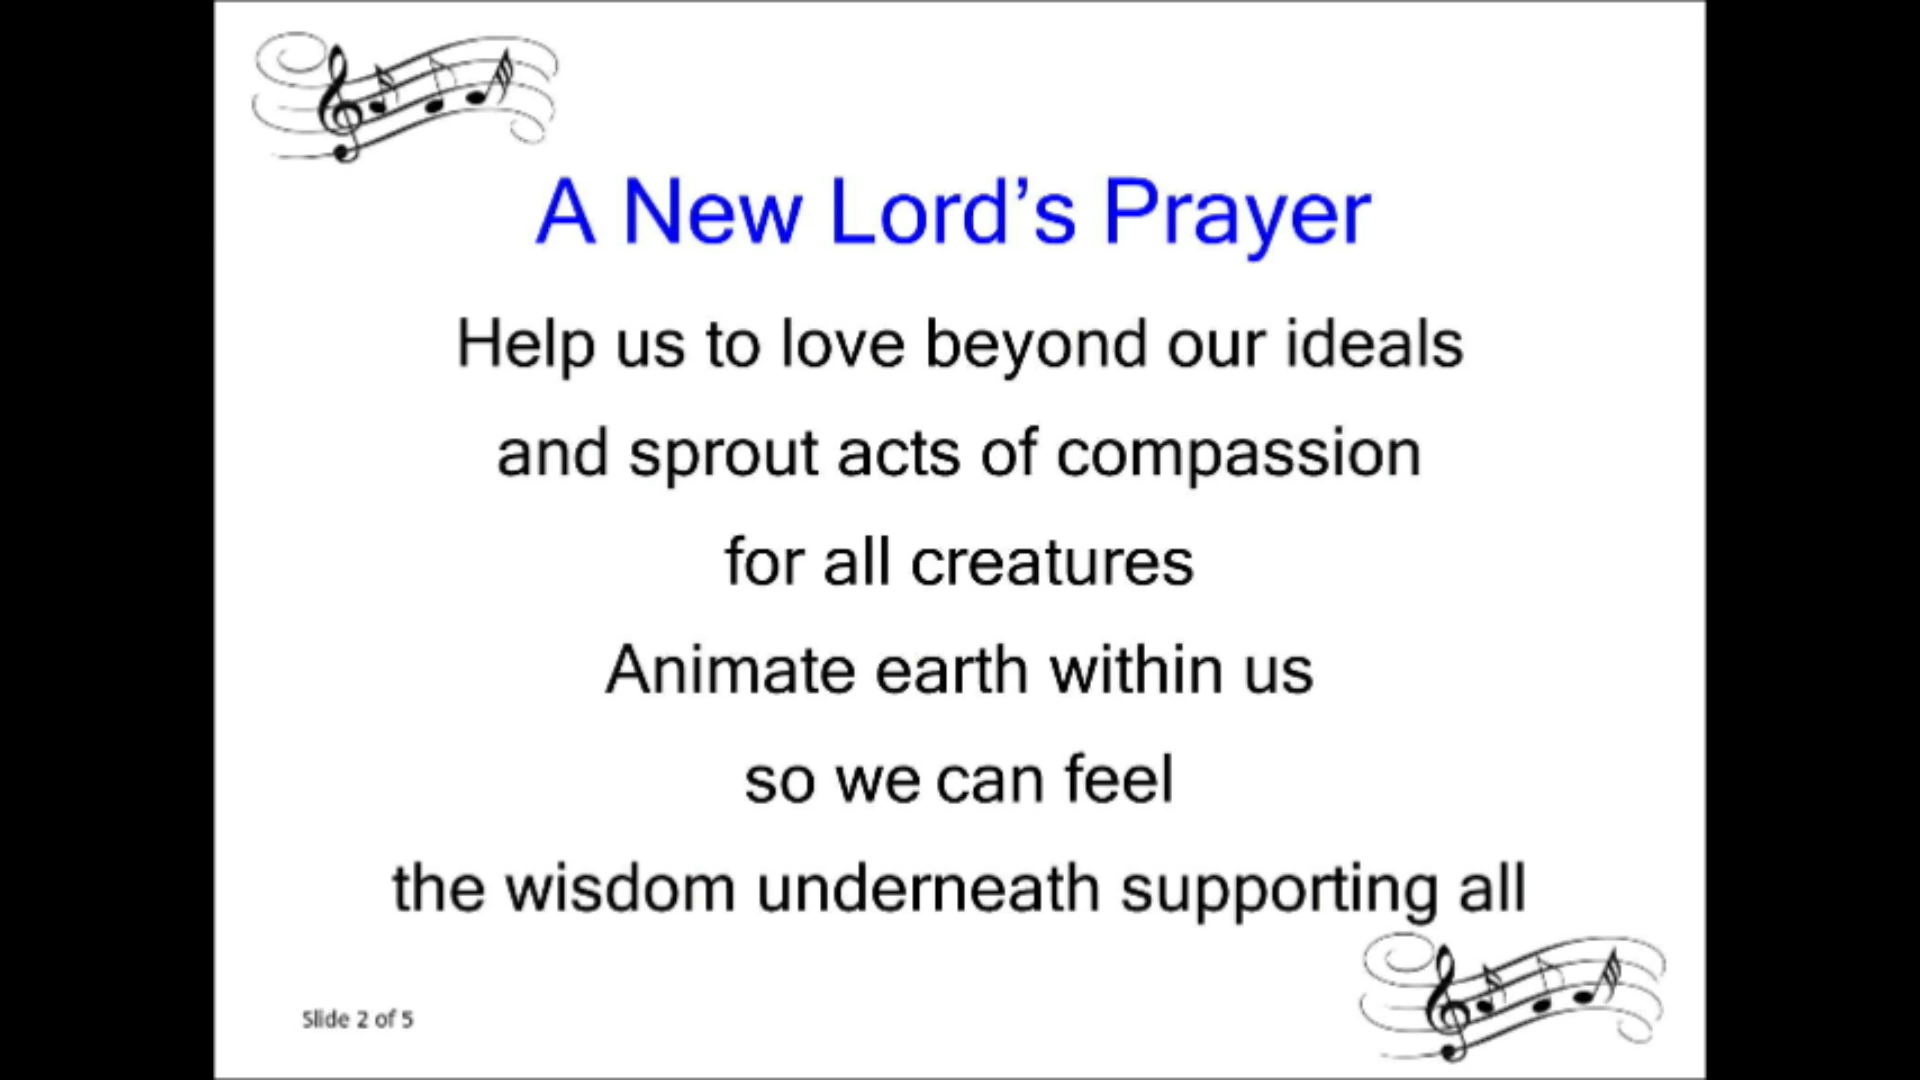 A New Lord’s Prayer
Help us to love beyond our ideals
and sprout acts of compassion
for all creatures
Animate earth within us
so we can feel
the wisdom underneath supporting all
Slide 2 of 5